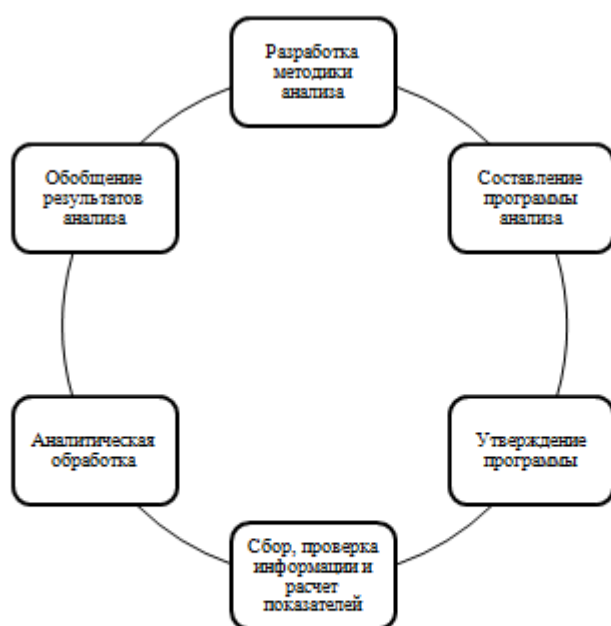 Разработка
методики
анализа
Составление
программы
анализа
Утверждение
программы
Сбор, проверка
информации и
расчет
показателей
Аналитическая
обработка
Обобщение
результатов
анализа